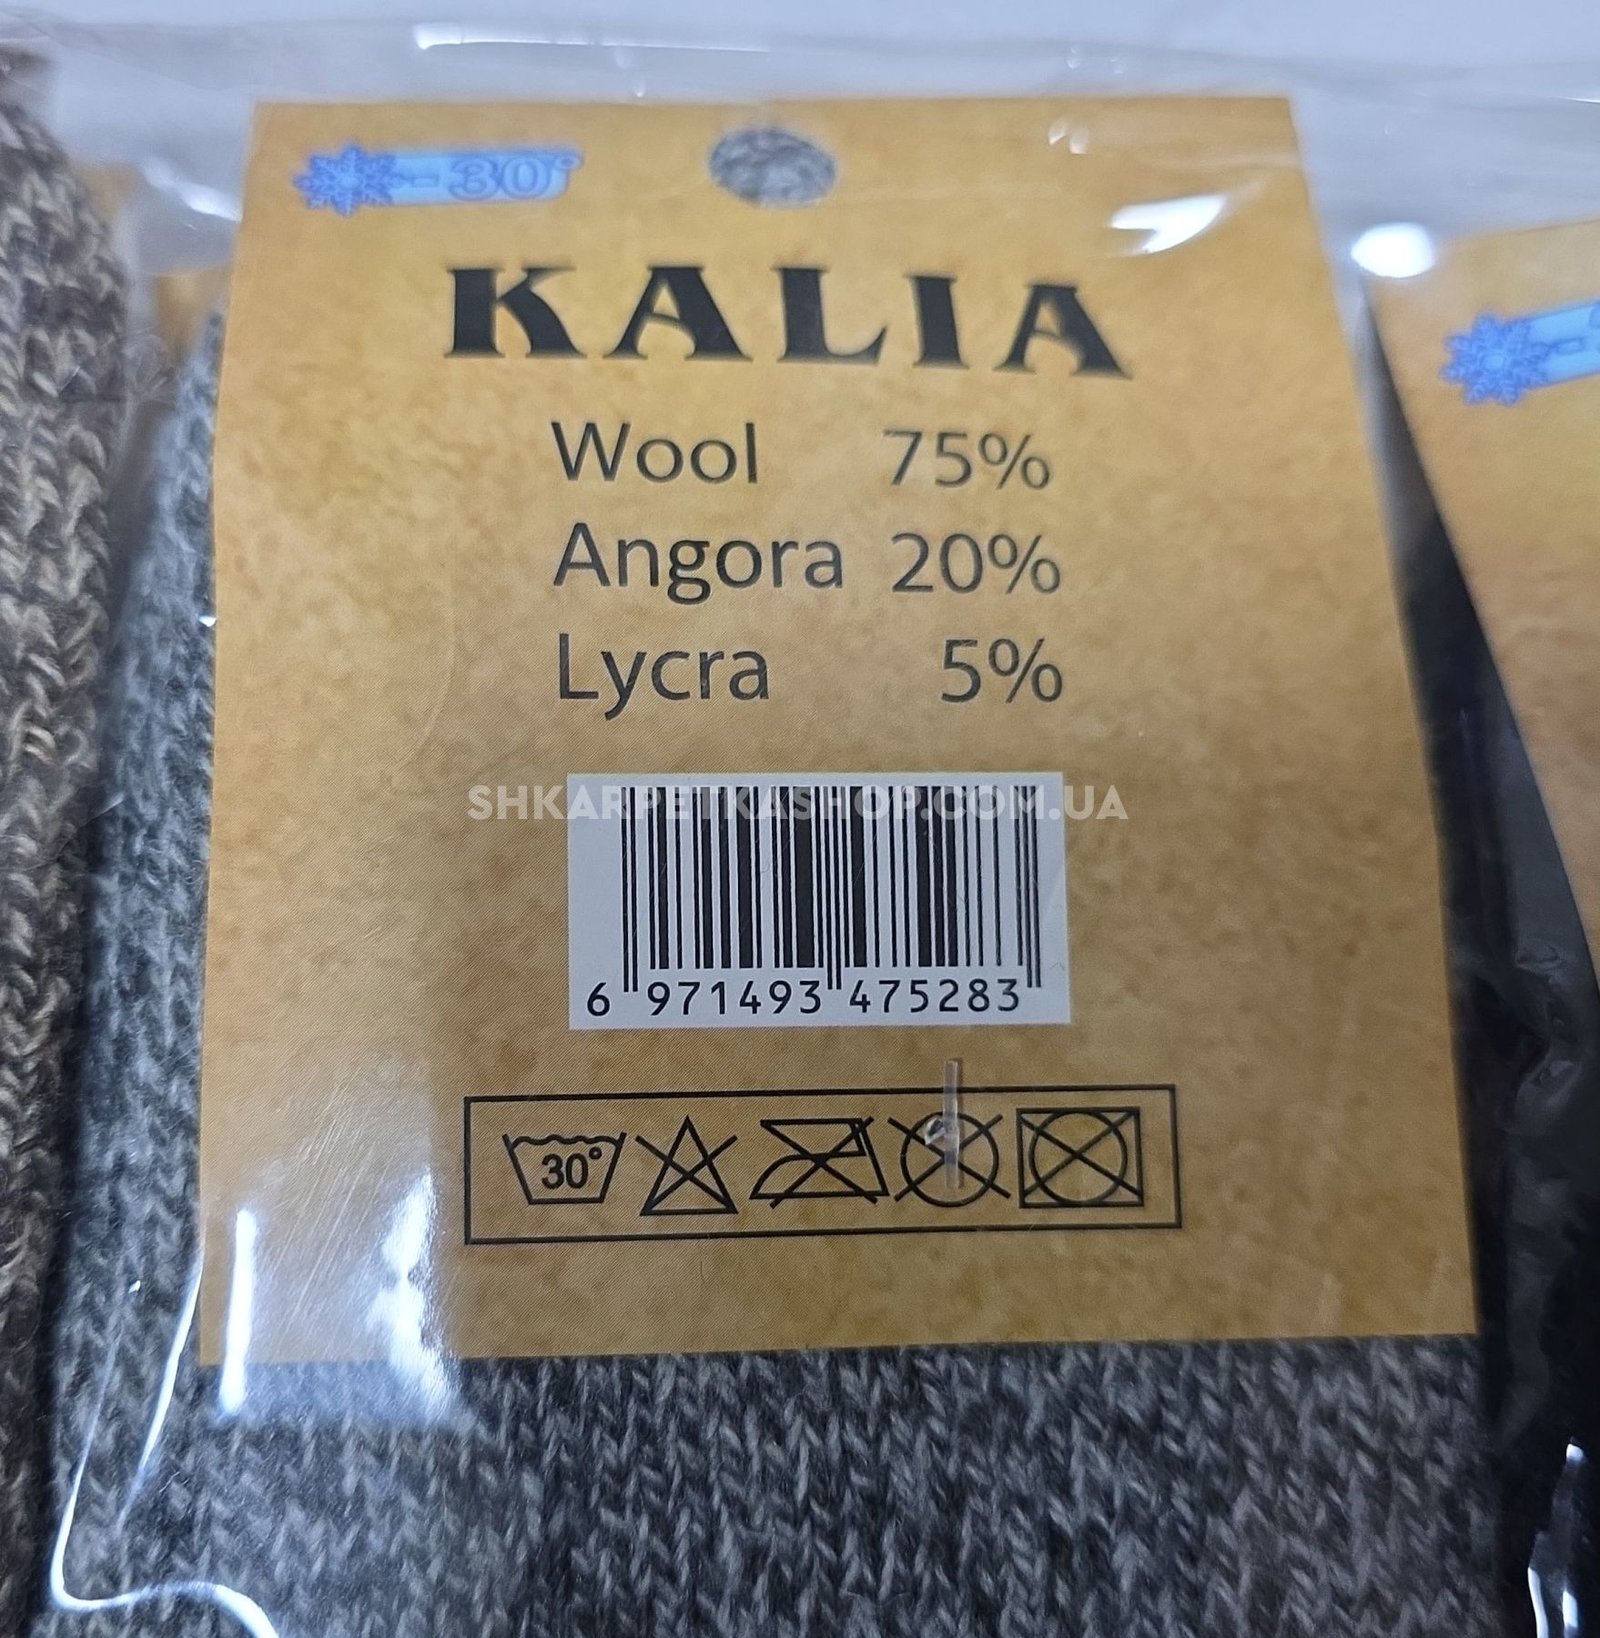 -30°
KALIA
Wool 75%
Angora 20%
Lycra 5%
SHKARPETKASHOP.COM.UA
6 971493 475283
30°